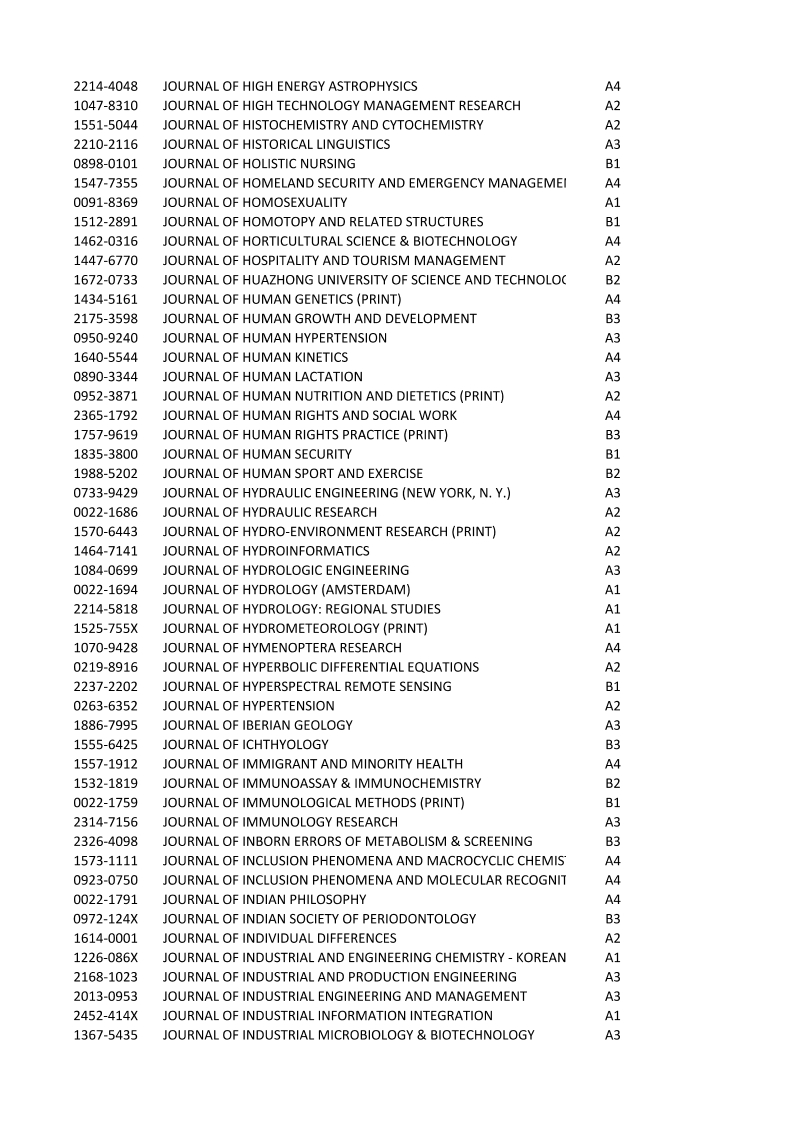 2214-4048 JOURNAL OF HIGH ENERGY ASTROPHYSICS A4
1047-8310 JOURNAL OF HIGH TECHNOLOGY MANAGEMENT RESEARCH A2
1551-5044 JOURNAL OF HISTOCHEMISTRY AND CYTOCHEMISTRY A2
2210-2116 JOURNAL OF HISTORICAL LINGUISTICS A3
0898-0101 JOURNAL OF HOLISTIC NURSING B1
1547-7355 JOURNAL OF HOMELAND SECURITY AND EMERGENCY MANAGEMEI A4
0091-8369 JOURNAL OF HOMOSEXUALITY A1
1512-2891 JOURNAL OF HOMOTOPY AND RELATED STRUCTURES B1
1462-0316 JOURNAL OF HORTICULTURAL SCIENCE & BIOTECHNOLOGY A4
1447-6770 JOURNAL OF HOSPITALITY AND TOURISM MANAGEMENT A2
1672-0733 JOURNAL OF HUAZHONG UNIVERSITY OF SCIENCE AND TECHNOLOG B2
1434-5161 JOURNAL OF HUMAN GENETICS (PRINT) A4
2175-3598 JOURNAL OF HUMAN GROWTH AND DEVELOPMENT B3
0950-9240 JOURNAL OF HUMAN HYPERTENSION A3
1640-5544 JOURNAL OF HUMAN KINETICS A4
0890-3344 JOURNAL OF HUMAN LACTATION A3
0952-3871 JOURNAL OF HUMAN NUTRITION AND DIETETICS (PRINT) A2
2365-1792 JOURNAL OF HUMAN RIGHTS AND SOCIAL WORK A4
1757-9619 JOURNAL OF HUMAN RIGHTS PRACTICE (PRINT) B3
1835-3800 JOURNAL OF HUMAN SECURITY B1
1988-5202 JOURNAL OF HUMAN SPORT AND EXERCISE B2
0733-9429 JOURNAL OF HYDRAULIC ENGINEERING (NEW YORK, N. Y.) A3
0022-1686 JOURNAL OF HYDRAULIC RESEARCH A2
1570-6443 JOURNAL OF HYDRO-ENVIRONMENT RESEARCH (PRINT) A2
1464-7141 JOURNAL OF HYDROINFORMATICS A2
1084-0699 JOURNAL OF HYDROLOGIC ENGINEERING A3
0022-1694 JOURNAL OF HYDROLOGY (AMSTERDAM) A1
2214-5818 JOURNAL OF HYDROLOGY: REGIONAL STUDIES A1
1525-755X JOURNAL OF HYDROMETEOROLOGY (PRINT) A1
1070-9428 JOURNAL OF HYMENOPTERA RESEARCH A4
0219-8916 JOURNAL OF HYPERBOLIC DIFFERENTIAL EQUATIONS A2
2237-2202 JOURNAL OF HYPERSPECTRAL REMOTE SENSING B1
0263-6352 JOURNAL OF HYPERTENSION A2
1886-7995 JOURNAL OF IBERIAN GEOLOGY A3
1555-6425 JOURNAL OF ICHTHYOLOGY B3
1557-1912 JOURNAL OF IMMIGRANT AND MINORITY HEALTH A4
1532-1819 JOURNAL OF IMMUNOASSAY & IMMUNOCHEMISTRY B2
0022-1759 JOURNAL OF IMMUNOLOGICAL METHODS (PRINT) B1
2314-7156 JOURNAL OF IMMUNOLOGY RESEARCH A3
2326-4098 JOURNAL OF INBORN ERRORS OF METABOLISM & SCREENING B3
1573-1111 JOURNAL OF INCLUSION PHENOMENA AND MACROCYCLIC CHEMIS A4
0923-0750 JOURNAL OF INCLUSION PHENOMENA AND MOLECULAR RECOGNIT A4
0022-1791 JOURNAL OF INDIAN PHILOSOPHY A4
0972-124X JOURNAL OF INDIAN SOCIETY OF PERIODONTOLOGY B3
1614-0001 JOURNAL OF INDIVIDUAL DIFFERENCES A2
1226-086X JOURNAL OF INDUSTRIAL AND ENGINEERING CHEMISTRY - KOREAN A1
2168-1023 JOURNAL OF INDUSTRIAL AND PRODUCTION ENGINEERING A3
2013-0953 JOURNAL OF INDUSTRIAL ENGINEERING AND MANAGEMENT A3
2452-414X JOURNAL OF INDUSTRIAL INFORMATION INTEGRATION A1
1367-5435 JOURNAL OF INDUSTRIAL MICROBIOLOGY & BIOTECHNOLOGY A3